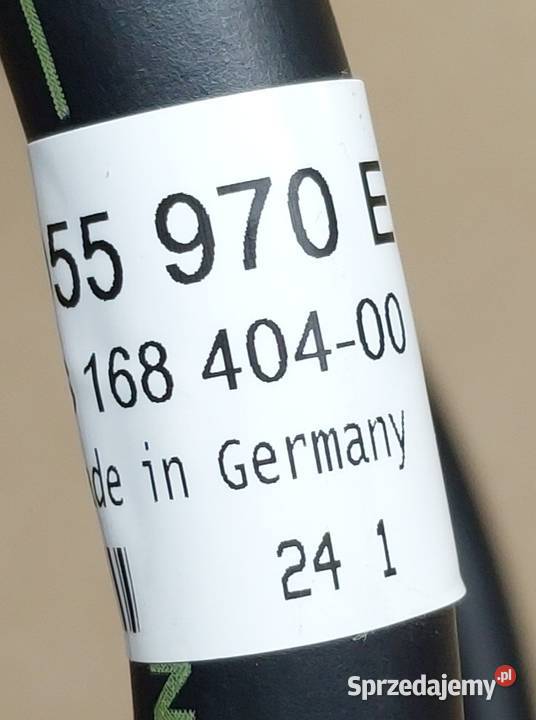 55 970 E
168 404-00
de in Germany
24 1
N
Sprzedajemy.pl